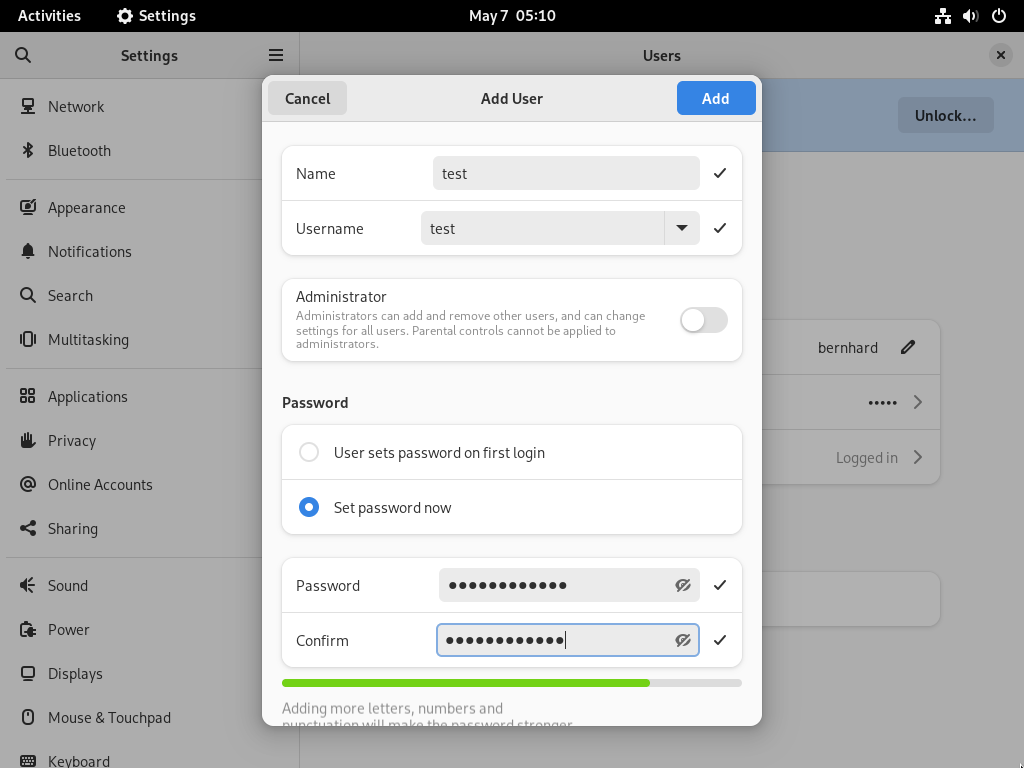 Activities Settings May 7 05:10
Settings Users
Cancel Add User Add
Unlock...
Network
Bluetooth
Appearance
Notifications
Search
Multitasking
Applications
Privacy
Online Accounts
Sharing
Sound
Power
Displays
Mouse & Touchpad
Keyboard
Name test
Username test
Administrator
Administrators can add and remove other users, and can change
settings for all users. Parental controls cannot be applied to
administrators.
Password
User sets password on first login
Set password now
Password ●●●●●●●●●●●●
Confirm ●●●●●●●●●●●●
Adding more letters, numbers and
punctuation will make the password stronger.
bernhard
•••••
Logged in